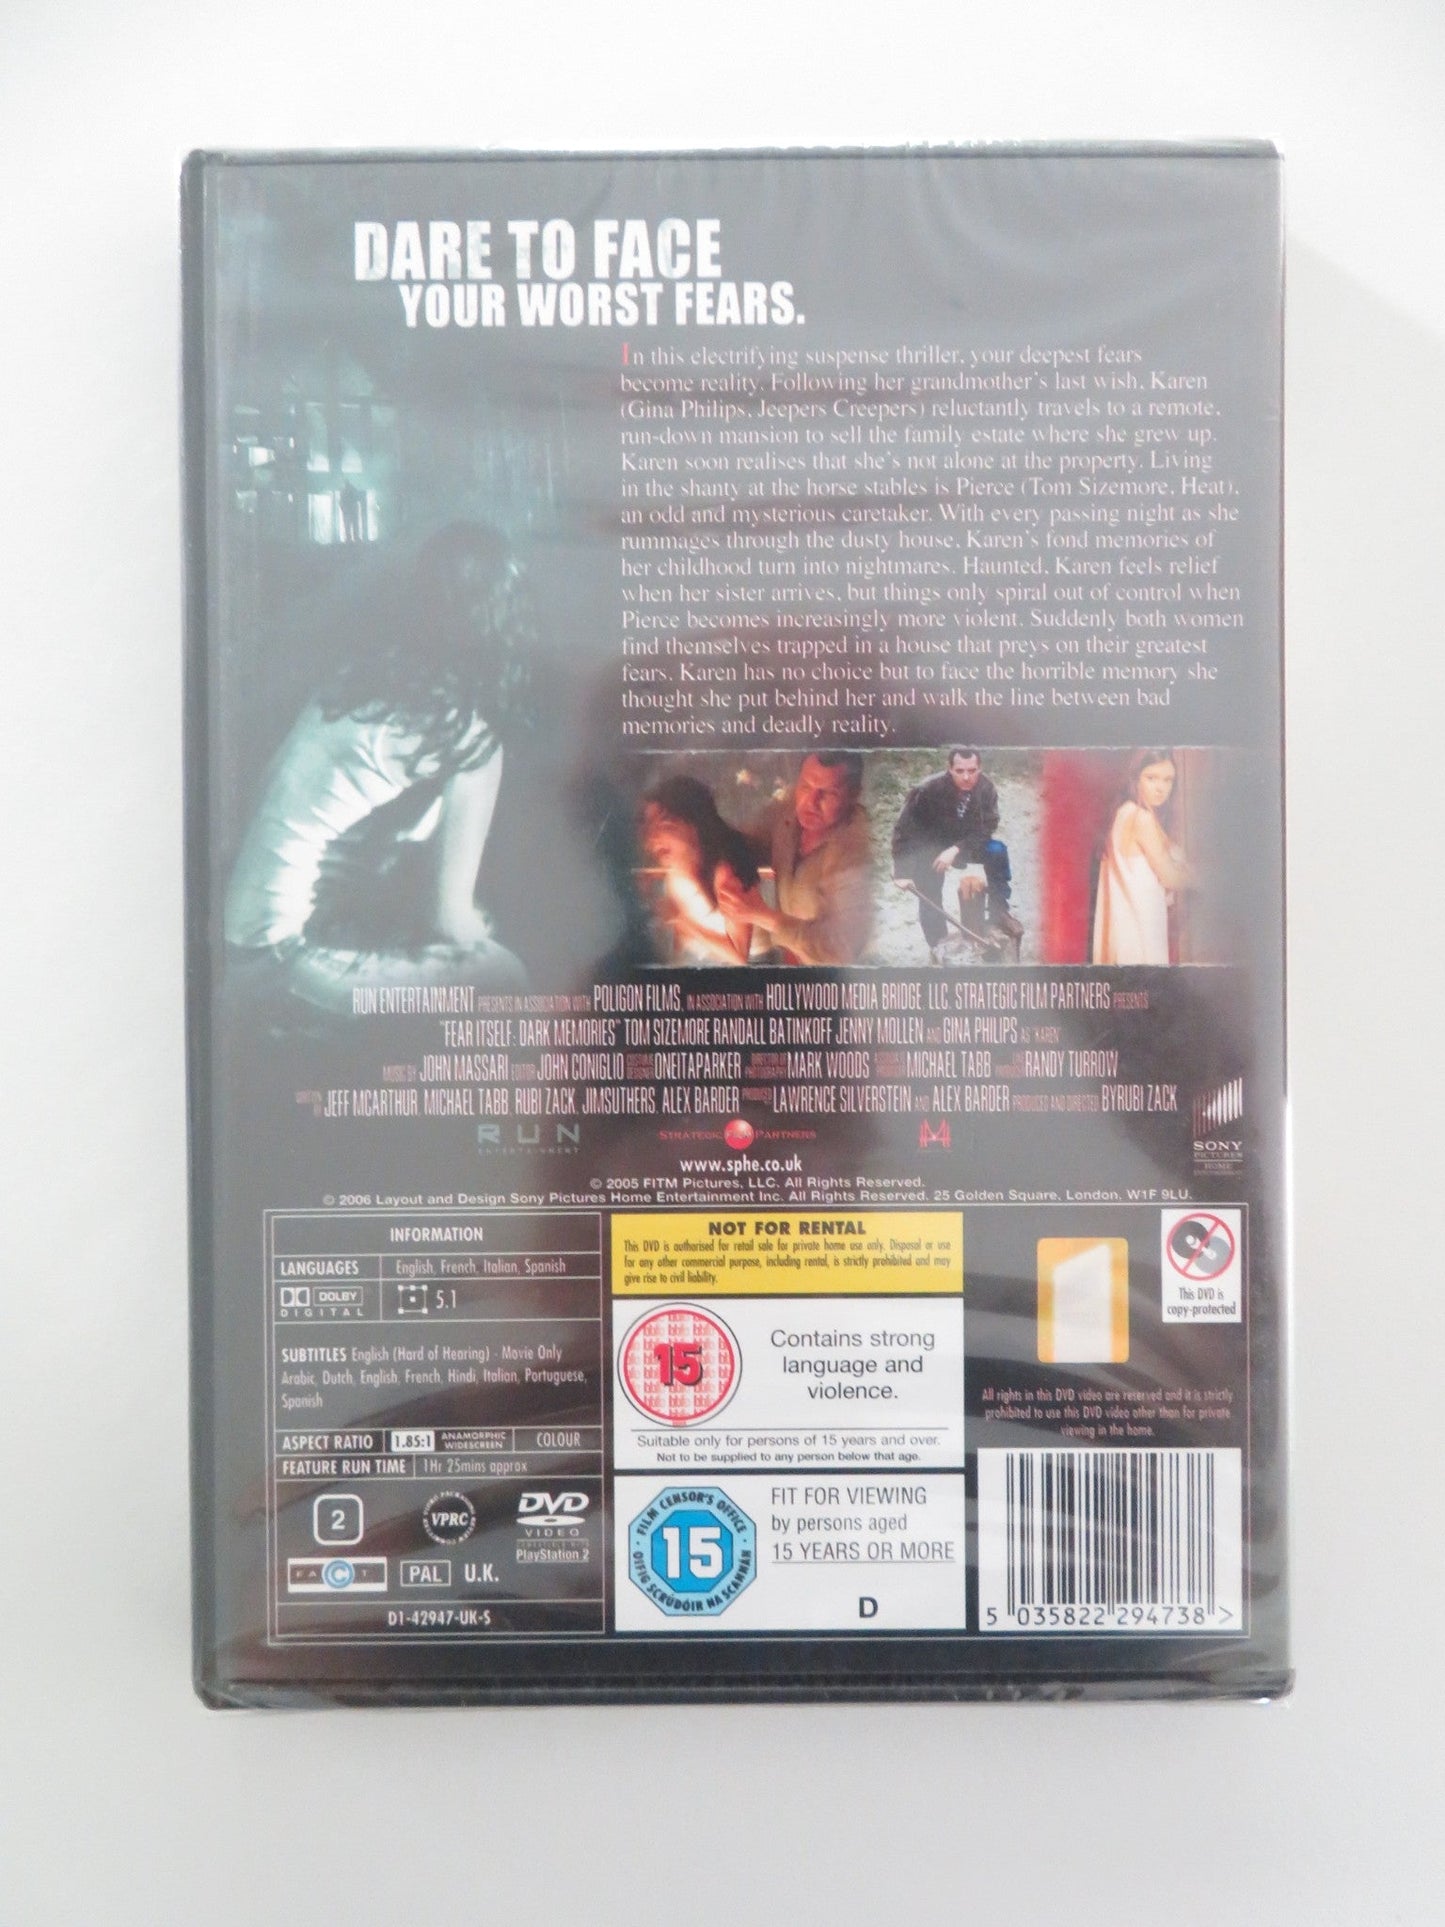 DARE TO FACE
YOUR WORST FEARS.
In this electrifying suspense thriller, your deepest fears
become reality. Following her grandmother's last wish, Karen
(Gina Philips, Jeepers Creepers) reluctantly travels to a remote,
run-down mansion to sell the family estate where she grew up.
Karen soon realises that she's not alone at the property. Living
in the shanty at the horse stables is Pierce (Tom Sizemore, Heat),
an odd and mysterious caretaker. With every passing night as she
rummages through the dusty house, Karen's fond memories of
her childhood turn into nightmares. Haunted, Karen feels relief
when her sister arrives, but things only spiral out of control when
Pierce becomes increasingly more violent. Suddenly both women
find themselves trapped in a house that preys on their greatest
fears. Karen has no choice but to face the horrible memory she
thought she put behind her and walk the line between bad
memories and deadly reality.
RUN ENTERTAINMENT PRESENTS IN ASSOCIATION WITH POLIGON FILMS, IN ASSOCIATION WITH HOLLYWOOD MEDIA BRIDGE, LLC. STRATEGIC FILM PARTNERS PRESENTS
"FEAR ITSELF: DARK MEMORIES" TOM SIZEMORE RANDALL BATINKOFF JENNY MOLLEN AND GINA PHILIPS AS 'KAREN'
MUSIC BY JOHN MASSARI EDITOR JOHN CONIGLIO COSTUME DESIGNER ONEITA PARKER DIRECTOR OF PHOTOGRAPHY MARK WOODS MICHAEL TABB RANDY TURROW
WRITTEN BY JEFF MCARTHUR, MICHAEL TABB, RUBI ZACK, JIM SUTHERS, ALEX BARDER PRODUCED LAWRENCE SILVERSTEIN AND ALEX BARDER PRODUCED AND DIRECTED BY RUBI ZACK
RUN
ENTERTAINMENT
STRATEGIC FILM PARTNERS
SONY
PICTURES
HOME
ENTERTAINMENT
www.sphe.co.uk
© 2005 FITM Pictures, LLC. All Rights Reserved.
© 2006 Layout and Design Sony Pictures Home Entertainment Inc. All Rights Reserved. 25 Golden Square, London, W1F 9LU.
INFORMATION
LANGUAGES English, French, Italian, Spanish
DOLBY
DIGITAL
5.1
SUBTITLES English (Hard of Hearing) - Movie Only
Arabic, Dutch, English, French, Hindi, Italian, Portuguese,
Spanish
ASPECT RATIO 1.85:1 ANAMORPHIC WIDESCREEN COLOUR
FEATURE RUN TIME 1Hr 25mins approx
2
VPRC
DVD
VIDEO
PlayStation 2
FACT
PAL U.K.
D1-42947-UK-S
NOT FOR RENTAL
This DVD is authorised for retail sale for private home use only. Disposal or use
for any other commercial purpose, including rental, is strictly prohibited and may
give rise to civil liability.
15
Contains strong
language and
violence.
Suitable only for persons of 15 years and over.
Not to be supplied to any person below that age.
FILM CENSOR'S OFFICE
15
OIFIG SCRÚDÓIR NA SCANNÁN
FIT FOR VIEWING
by persons aged
15 YEARS OR MORE
D
This DVD is
copy-protected
All rights in this DVD video are reserved and it is strictly
prohibited to use this DVD video other than for private
viewing in the home.
5 035822 294738 >